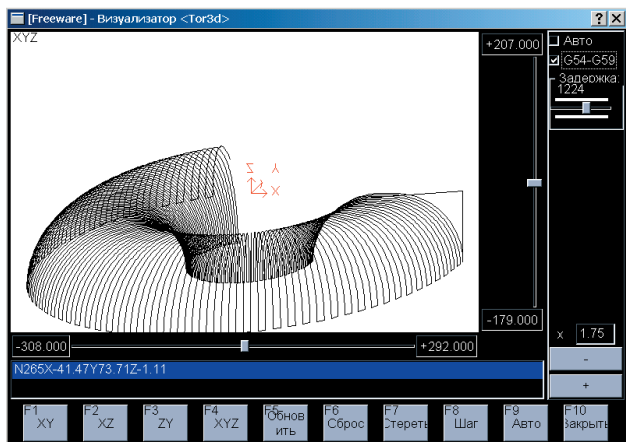 [Freeware] - Визуализатор <Tor3d>
XYZ
+207.000
Авто
G54-G59
Задержка:
1224
Z Y
X
-179.000
x 1.75
-308.000
+292.000
-
+
N265X-41.47Y73.71Z-1.11
F1
XY
F2
XZ
F3
ZY
F4
XYZ
F5
Обнов
ить
F6
Сброс
F7
Стереть
F8
Шаг
F9
Авто
F10
Закрыть